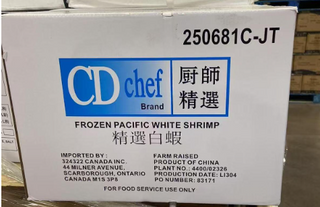 250681C-JT
CD chef
Brand
厨師
精選
FROZEN PACIFIC WHITE SHRIMP
精選白蝦
IMPORTED BY:
324322 CANADA INC.
44 MILNER AVENUE.
SCARBOROUGH, ONTARIO
CANADA M1S 3P8
FARM RAISED
PRODUCT OF CHINA
PLANT NO.: 4400/02326
PRODUCTION DATE: LI304
PO NUMBER: 83171
FOR FOOD SERVICE USE ONLY